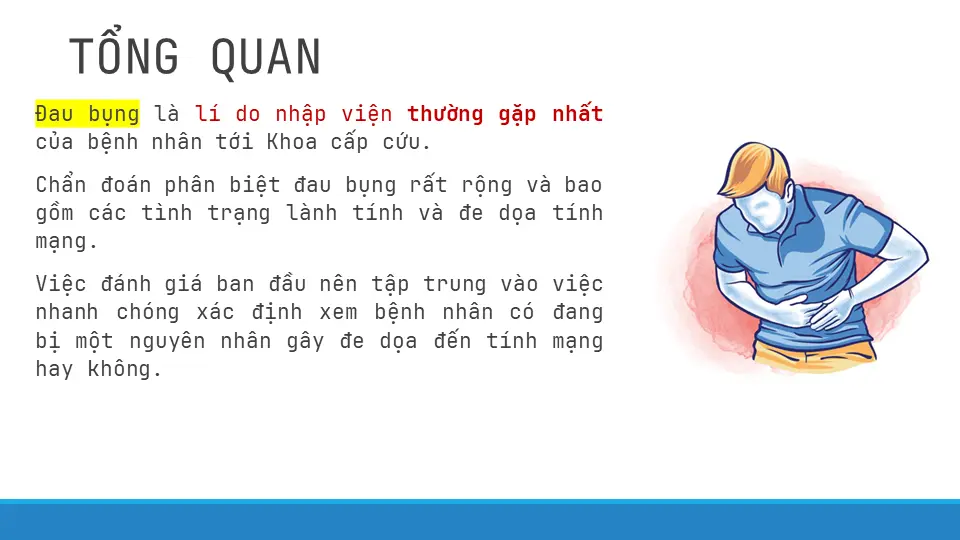 TỔNG QUAN
Đau bụng là lí do nhập viện thường gặp nhất
của bệnh nhân tới Khoa cấp cứu.
Chẩn đoán phân biệt đau bụng rất rộng và bao
gồm các tình trạng lành tính và đe dọa tính
mạng.
Việc đánh giá ban đầu nên tập trung vào việc
nhanh chóng xác định xem bệnh nhân có đang
bị một nguyên nhân gây đe dọa đến tính mạng
hay không.